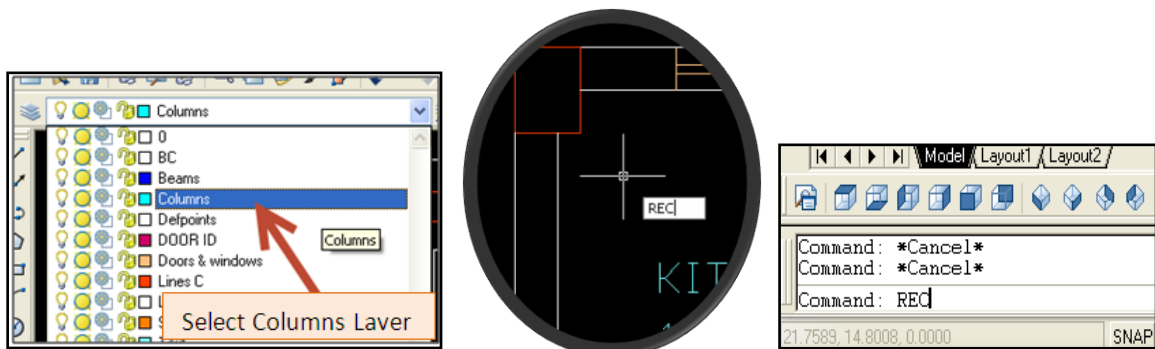 Columns
0
BC
Beams
Columns
Defpoints
DOOR ID
Columns
Doors & windows
Lines C
Select Columns Layer
REC
KIT
Model
Layout1
Layout2
Command: *Cancel*
Command: *Cancel*
Command: REC
21.7589, 14.8008, 0.0000
SNAP